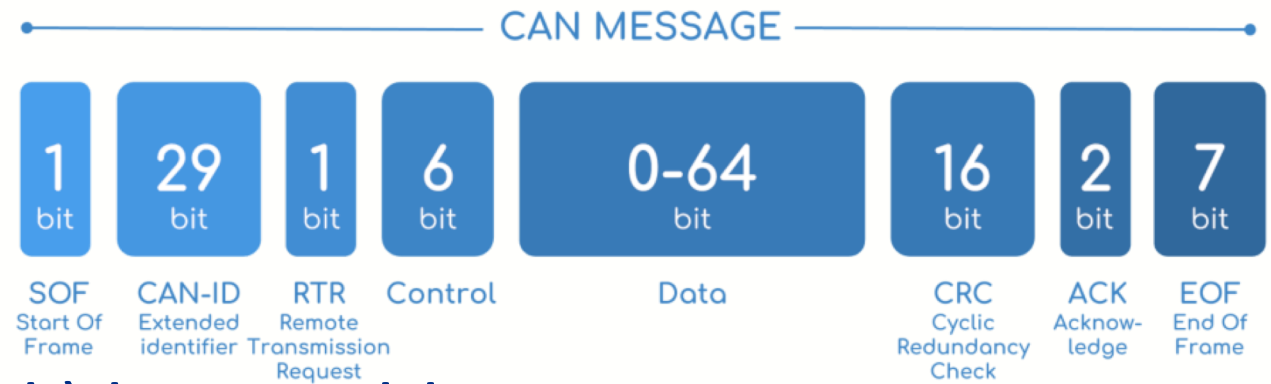 CAN MESSAGE
1 bit
29 bit
1 bit
6 bit
0-64 bit
16 bit
2 bit
7 bit
SOF
Start Of
Frame
CAN-ID
Extended
identifier
RTR
Remote
Transmission
Request
Control
Data
CRC
Cyclic
Redundancy
Check
ACK
Acknow-
ledge
EOF
End Of
Frame